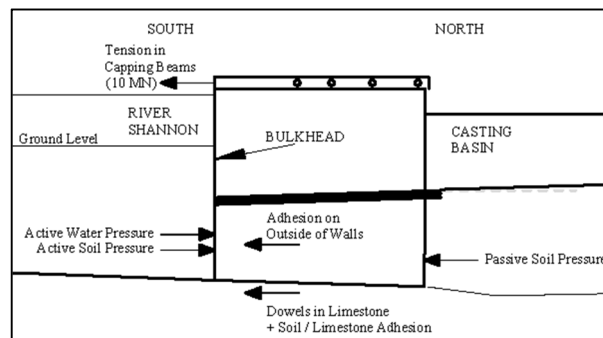 SOUTH
NORTH
Tension in
Capping Beams
(10 MN)
RIVER
SHANNON
Ground Level
BULKHEAD
CASTING
BASIN
Active Water Pressure
Active Soil Pressure
Adhesion on
Outside of Walls
Passive Soil Pressure
Dowels in Limestone
+ Soil / Limestone Adhesion